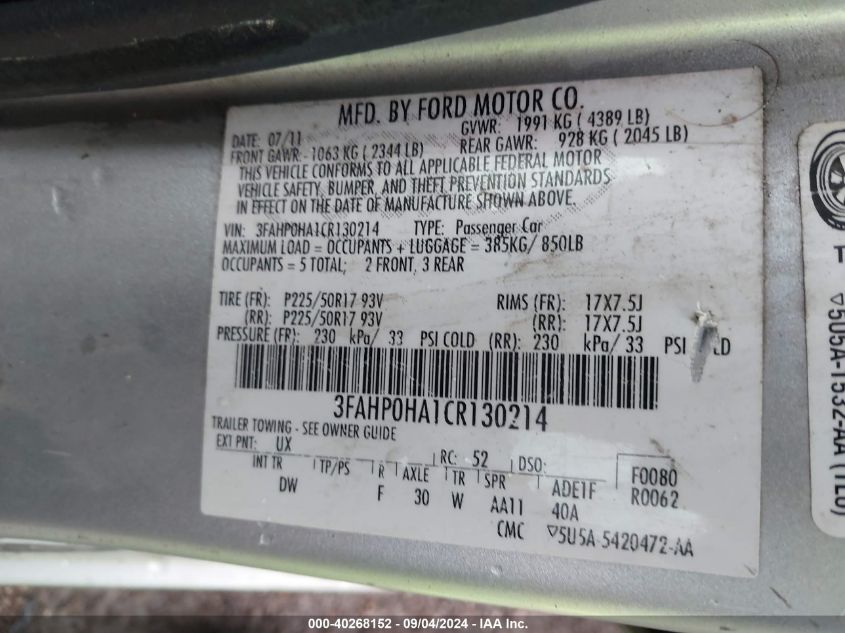 MFD. BY FORD MOTOR CO.
DATE: 07/11 GVWR: 1991 KG ( 4389 LB)
FRONT GAWR: 1063 KG ( 2344 LB) REAR GAWR: 928 KG ( 2045 LB)
THIS VEHICLE CONFORMS TO ALL APPLICABLE FEDERAL MOTOR
VEHICLE SAFETY, BUMPER, AND THEFT PREVENTION STANDARDS
IN EFFECT ON THE DATE OF MANUFACTURE SHOWN ABOVE.
VIN: 3FAHP0HA1CR130214 TYPE: Passenger Car
MAXIMUM LOAD = OCCUPANTS + LUGGAGE = 385KG/ 850LB
OCCUPANTS = 5 TOTAL; 2 FRONT, 3 REAR
TIRE (FR): P225/50R17 93V RIMS (FR): 17X7.5J
(RR): P225/50R17 93V (RR): 17X7.5J
PRESSURE (FR): 230 kPa/ 33 PSI COLD (RR): 230 kPa/ 33 PSI LD
3FAHP0HA1CR130214
TRAILER TOWING - SEE OWNER GUIDE
EXT PNT: UX RC: 52 DSO: F0080
INT TR TP/PS R AXLE TR SPR ADE1F R0062
DW F 30 W AA11 40A
CMC ▽5U5A-5420472-AA
T
▽5U5A-1532-AA (TLU)
000-40268152 - 09/04/2024 - IAA Inc.